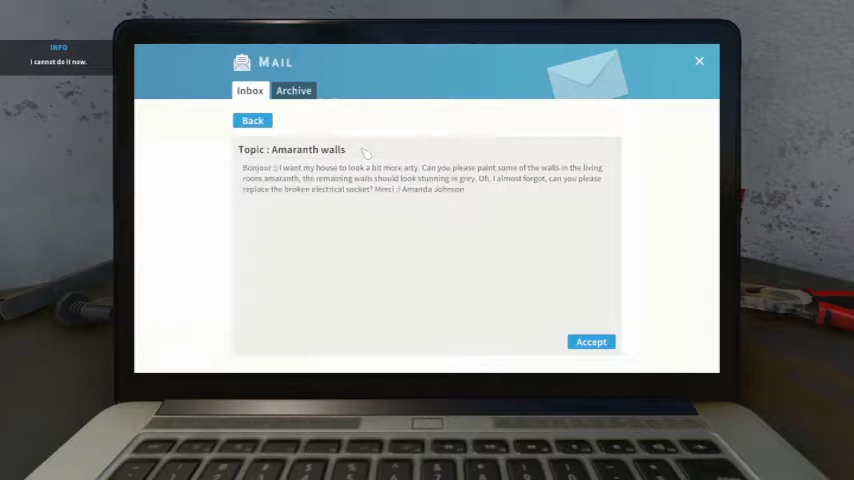 INFO
I cannot do it now.
MAIL
Inbox
Archive
Back
Topic : Amaranth walls
Bonjour :) I want my house to look a bit more arty. Can you please paint some of the walls in the living
room amaranth, the remaining walls should look stunning in grey. Oh, I almost forgot, can you please
replace the broken electrical socket? Merci :) Amanda Johnson
Accept